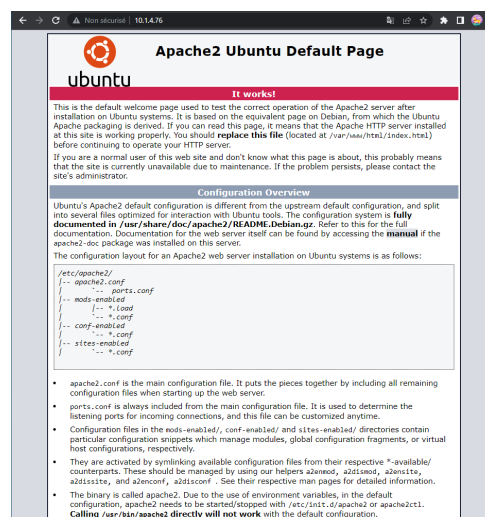 Non sécurisé | 10.1.4.76
ubuntu
Apache2 Ubuntu Default Page
It works!
This is the default welcome page used to test the correct operation of the Apache2 server after
installation on Ubuntu systems. It is based on the equivalent page on Debian, from which the Ubuntu
Apache packaging is derived. If you can read this page, it means that the Apache HTTP server installed
at this site is working properly. You should replace this file (located at /var/www/html/index.html)
before continuing to operate your HTTP server.
If you are a normal user of this web site and don't know what this page is about, this probably means
that the site is currently unavailable due to maintenance. If the problem persists, please contact the
site's administrator.
Configuration Overview
Ubuntu's Apache2 default configuration is different from the upstream default configuration, and split
into several files optimized for interaction with Ubuntu tools. The configuration system is fully
documented in /usr/share/doc/apache2/README.Debian.gz. Refer to this for the full
documentation. Documentation for the web server itself can be found by accessing the manual if the
apache2-doc package was installed on this server.
The configuration layout for an Apache2 web server installation on Ubuntu systems is as follows:
/etc/apache2/
|-- apache2.conf
|       `--  ports.conf
|-- mods-enabled
|       |-- *.load
|       `-- *.conf
|-- conf-enabled
|       `-- *.conf
|-- sites-enabled
|       `-- *.conf
• apache2.conf is the main configuration file. It puts the pieces together by including all remaining
configuration files when starting up the web server.
• ports.conf is always included from the main configuration file. It is used to determine the
listening ports for incoming connections, and this file can be customized anytime.
• Configuration files in the mods-enabled/, conf-enabled/ and sites-enabled/ directories contain
particular configuration snippets which manage modules, global configuration fragments, or virtual
host configurations, respectively.
• They are activated by symlinking available configuration files from their respective *-available/
counterparts. These should be managed by using our helpers a2enmod, a2dismod, a2ensite,
a2dissite, and a2enconf, a2disconf . See their respective man pages for detailed information.
• The binary is called apache2. Due to the use of environment variables, in the default
configuration, apache2 needs to be started/stopped with /etc/init.d/apache2 or apache2ctl.
Calling /usr/bin/apache2 directly will not work with the default configuration.